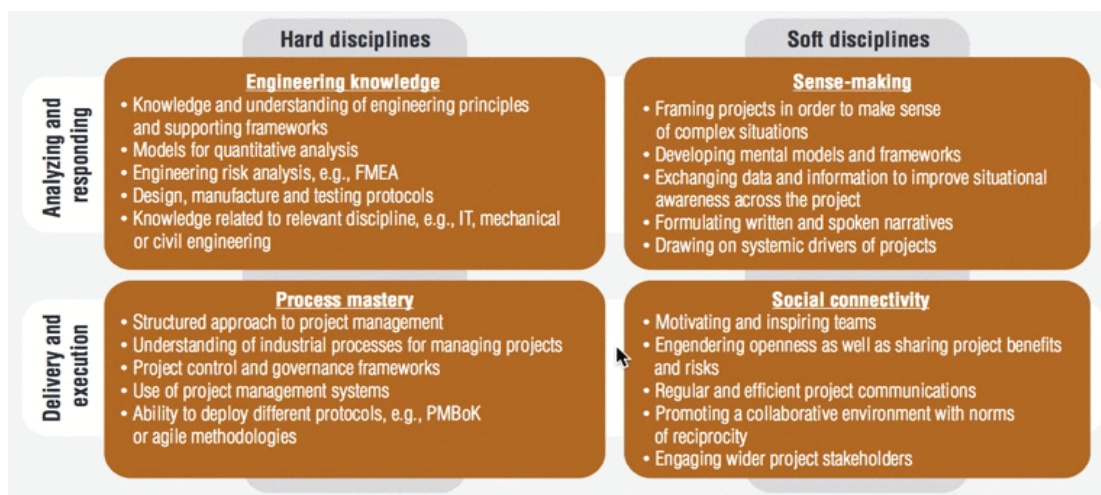 Hard disciplines
Soft disciplines
Analyzing and
responding
Engineering knowledge
• Knowledge and understanding of engineering principles
and supporting frameworks
• Models for quantitative analysis
• Engineering risk analysis, e.g., FMEA
• Design, manufacture and testing protocols
• Knowledge related to relevant discipline, e.g., IT, mechanical
or civil engineering
Sense-making
• Framing projects in order to make sense
of complex situations
• Developing mental models and frameworks
• Exchanging data and information to improve situational
awareness across the project
• Formulating written and spoken narratives
• Drawing on systemic drivers of projects
Delivery and
execution
Process mastery
• Structured approach to project management
• Understanding of industrial processes for managing projects
• Project control and governance frameworks
• Use of project management systems
• Ability to deploy different protocols, e.g., PMBoK
or agile methodologies
Social connectivity
• Motivating and inspiring teams
• Engendering openness as well as sharing project benefits
and risks
• Regular and efficient project communications
• Promoting a collaborative environment with norms
of reciprocity
• Engaging wider project stakeholders